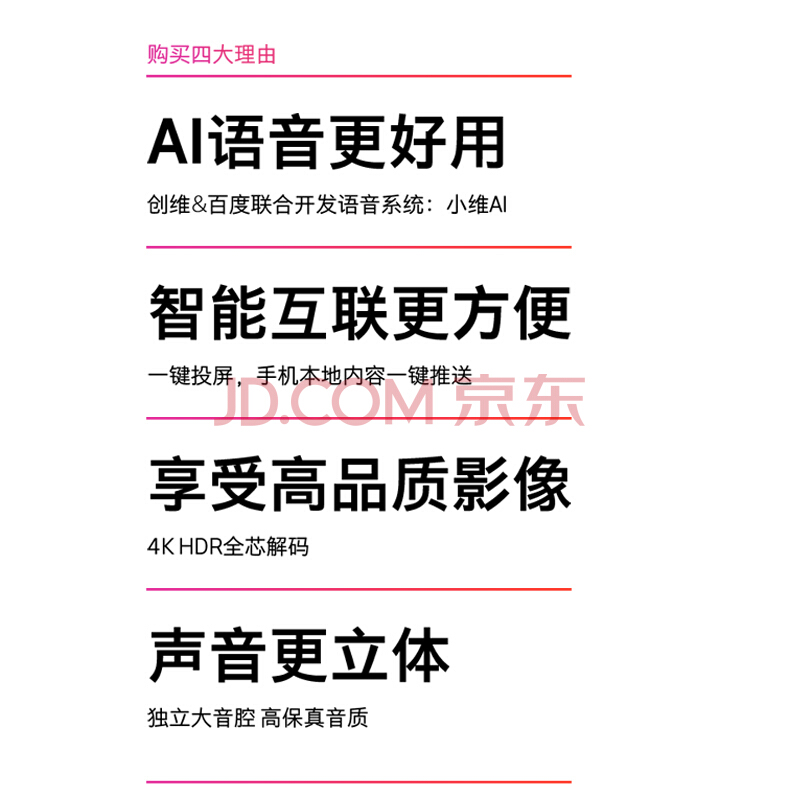 购买四大理由
AI语音更好用
创维&百度联合开发语音系统：小维AI
智能互联更方便
一键投屏，手机本地内容一键推送
JD.COM 京东
享受高品质影像
4K HDR全芯解码
声音更立体
独立大音腔 高保真音质